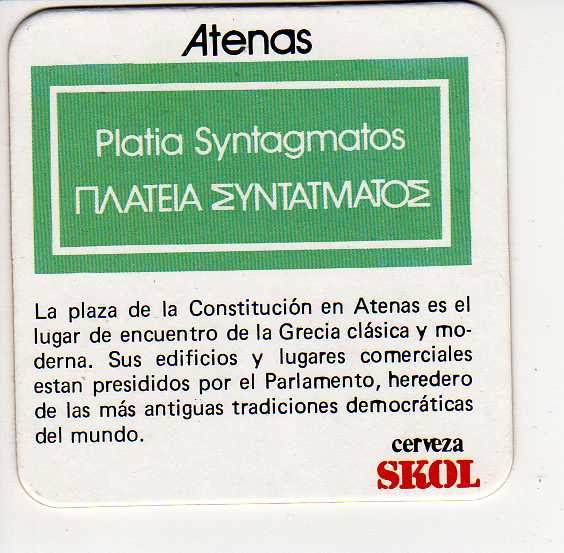 Atenas
Platia Syntagmatos
ΠΛΑΤΕΙΑ ΣΥΝΤΑΤΜΑΤΟΣ
La plaza de la Constitución en Atenas es el
lugar de encuentro de la Grecia clásica y mo-
derna. Sus edificios y lugares comerciales
estan presididos por el Parlamento, heredero
de las más antiguas tradiciones democráticas
del mundo.
cerveza
SKOL